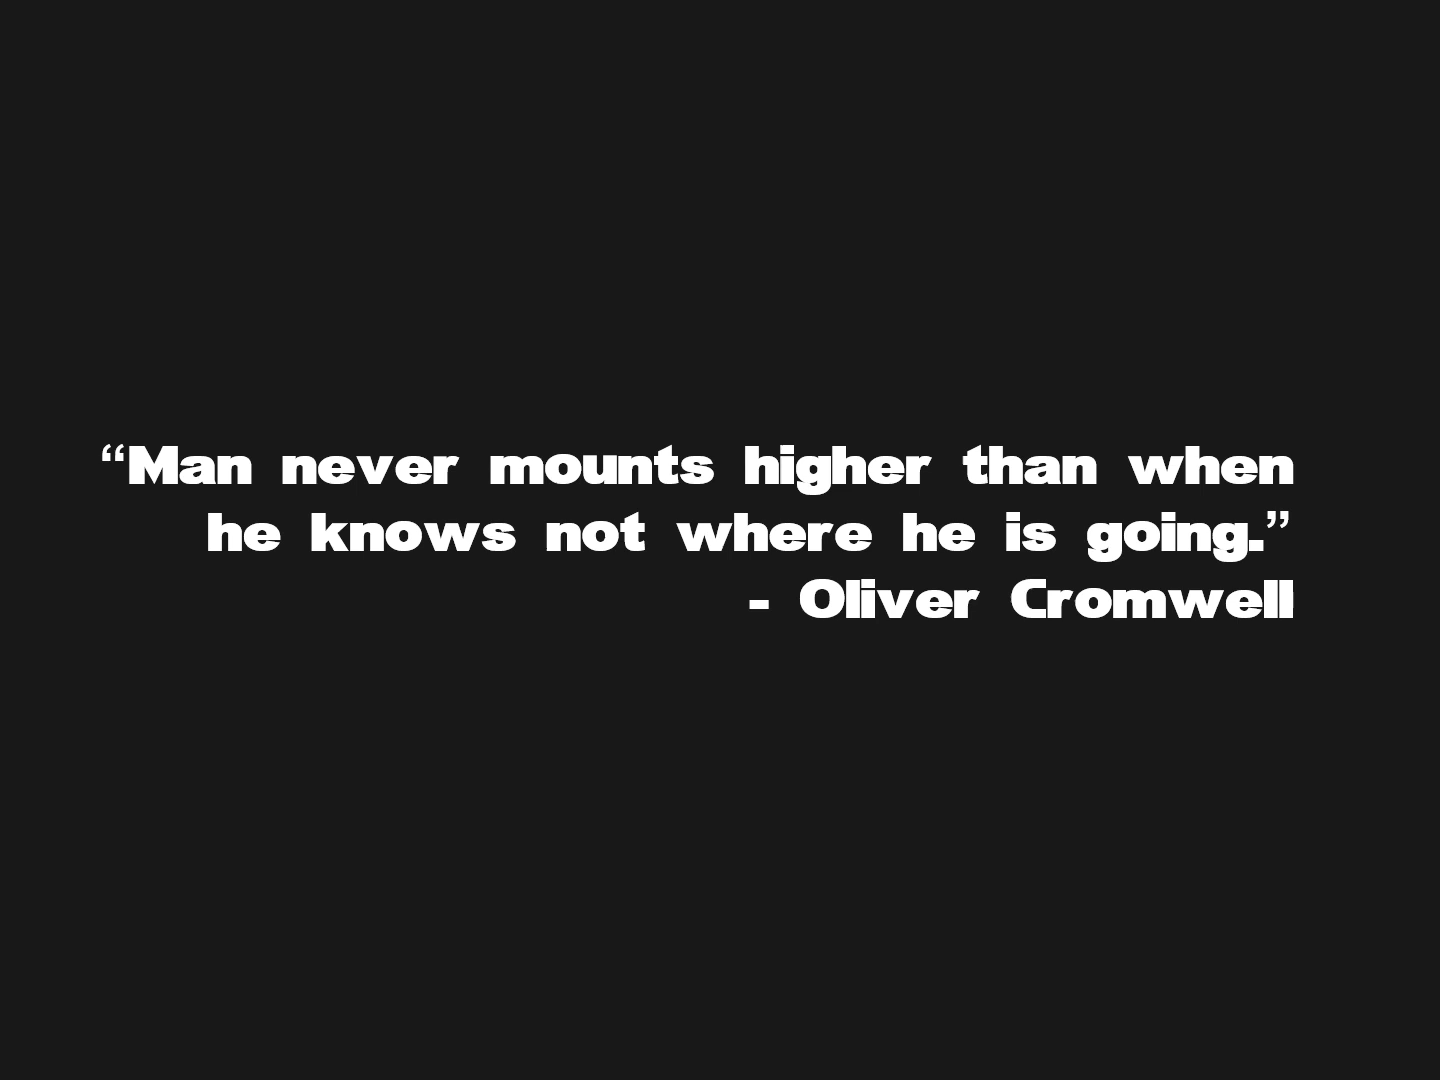 “Man never mounts higher than when
he knows not where he is going.”
- Oliver Cromwell